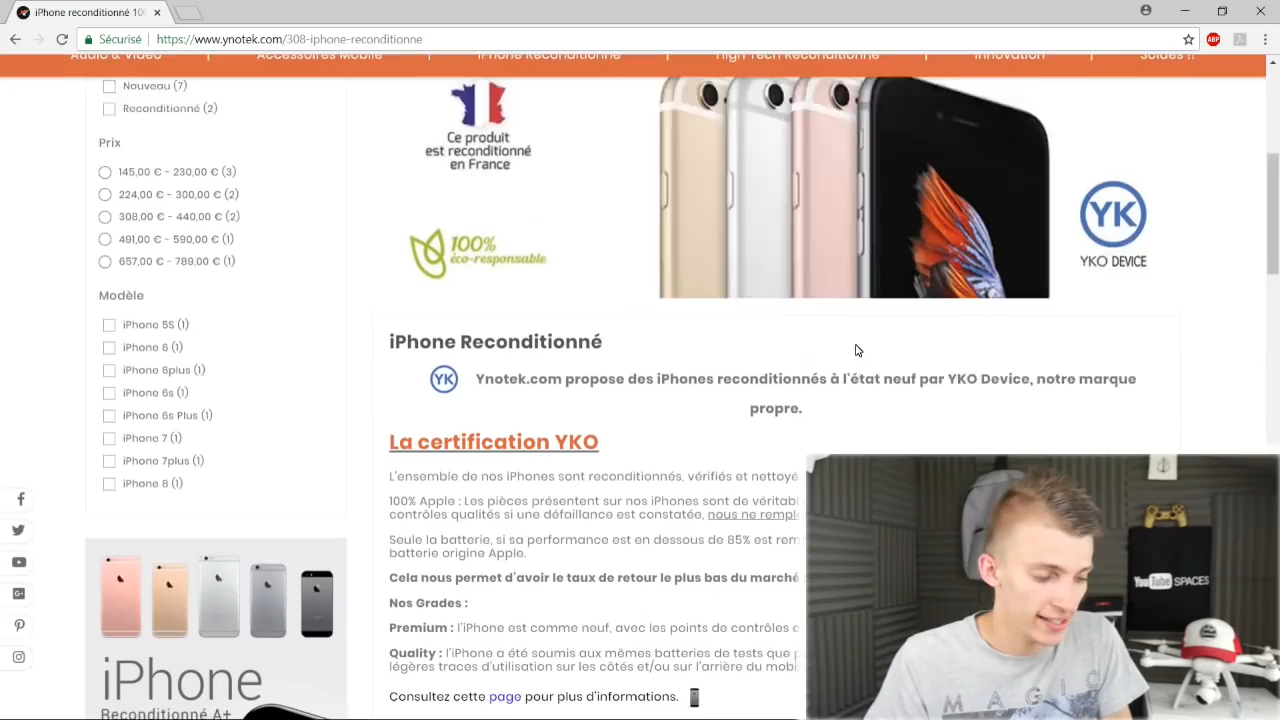 iPhone reconditionné 10
Sécurisé
https://www.ynotek.com/308-iphone-reconditionne
ABP
Audio & Vidéo
Accessoires Mobile
iPhone Reconditionné
High Tech Reconditionné
Innovation
Soldes !!
Nouveau (7)
Reconditionné (2)
Prix
145,00 € - 230,00 € (3)
224,00 € - 300,00 € (2)
308,00 € - 440,00 € (2)
491,00 € - 590,00 € (1)
657,00 € - 789,00 € (1)
Modèle
iPhone 5S (1)
iPhone 6 (1)
iPhone 6plus (1)
iPhone 6s (1)
iPhone 6s Plus (1)
iPhone 7 (1)
iPhone 7plus (1)
iPhone 8 (1)
iPhone
Reconditionné A+
Ce produit
est reconditionné
en France
100%
éco-responsable
YK
YKO DEVICE
iPhone Reconditionné
YK
Ynotek.com propose des iPhones reconditionnés à l'état neuf par YKO Device, notre marque
propre.
La certification YKO
L'ensemble de nos iPhones sont reconditionnés, vérifiés et nettoyé
100% Apple : Les pièces présentent sur nos iPhones sont de véritab
contrôles qualités si une défaillance est constatée, nous ne rempl
Seule la batterie, si sa performance est en dessous de 85% est rem
batterie origine Apple.
Cela nous permet d'avoir le taux de retour le plus bas du marché
Nos Grades :
Premium : l'iPhone est comme neuf, avec les points de contrôles
Quality : l'iPhone a été soumis aux mêmes batteries de tests que
légères traces d'utilisation sur les côtés et/ou sur l'arrière du mob
Consultez cette page pour plus d'informations.
YouTube SPACES
MAGIC